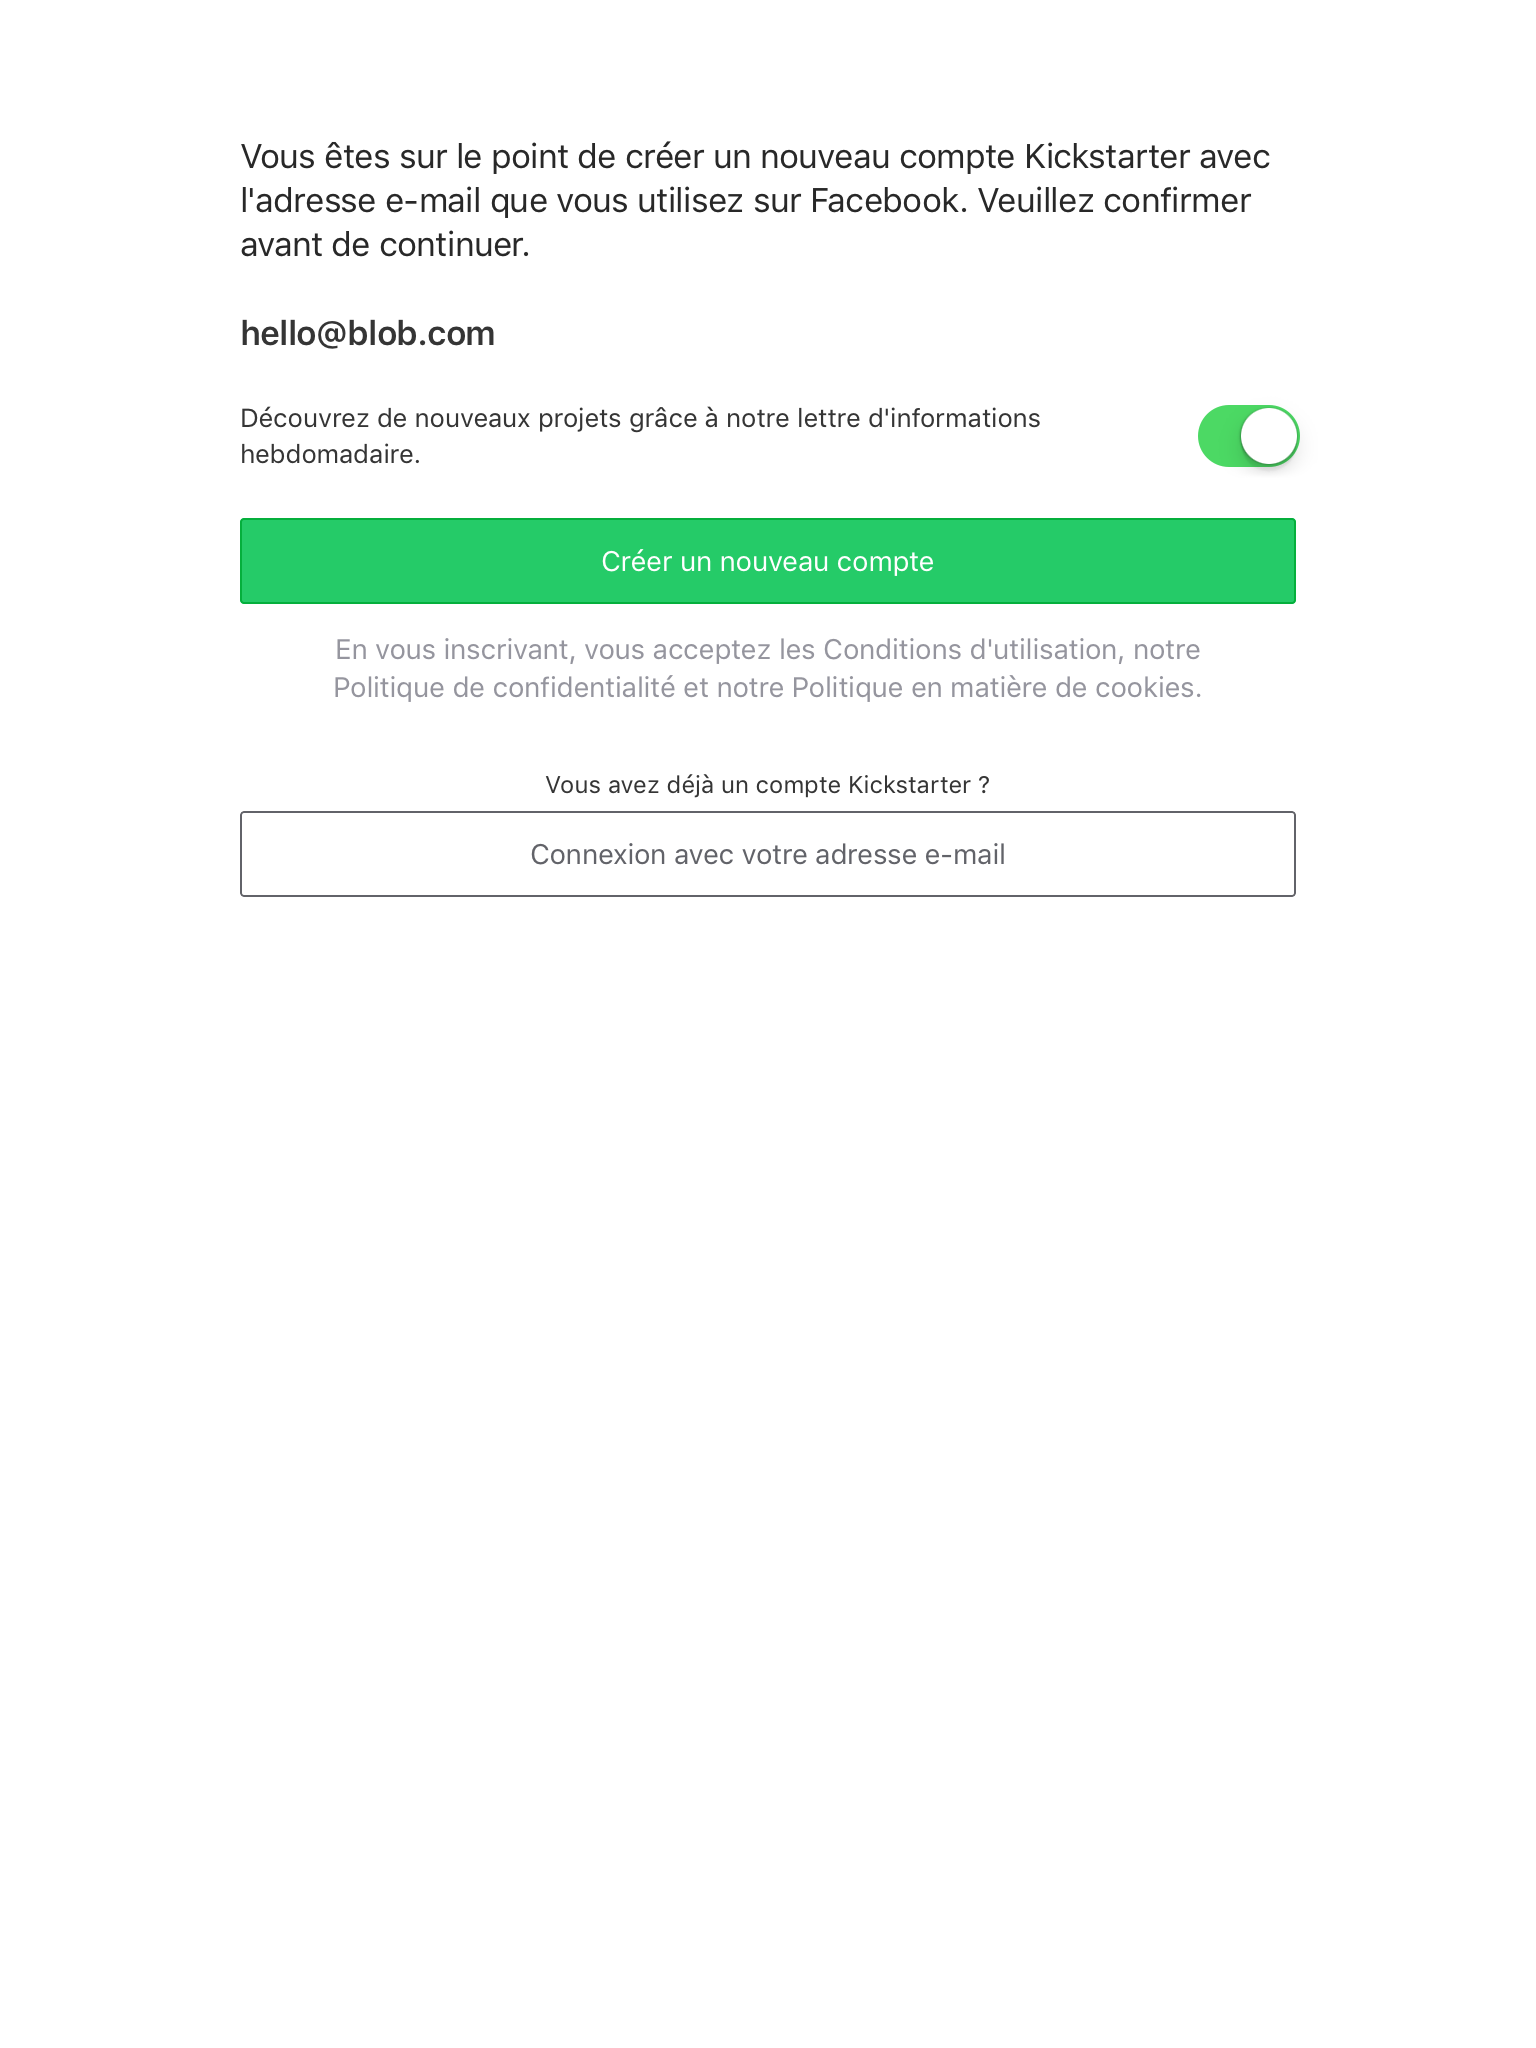 Vous êtes sur le point de créer un nouveau compte Kickstarter avec
l'adresse e-mail que vous utilisez sur Facebook. Veuillez confirmer
avant de continuer.
hello@blob.com
Découvrez de nouveaux projets grâce à notre lettre d'informations
hebdomadaire.
Créer un nouveau compte
En vous inscrivant, vous acceptez les Conditions d'utilisation, notre
Politique de confidentialité et notre Politique en matière de cookies.
Vous avez déjà un compte Kickstarter ?
Connexion avec votre adresse e-mail